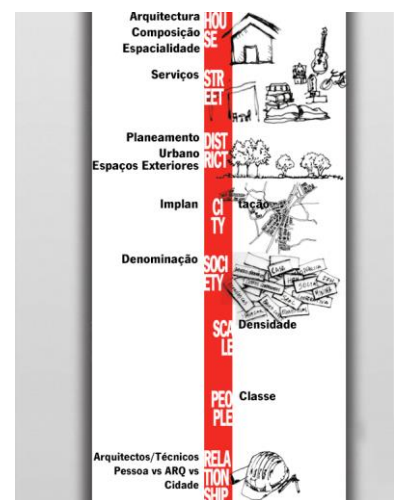 Arquitectura
Composição
Espacialidade
HOU
SE
Serviços
STR
EET
Planeamento
Urbano
Espaços Exteriores
DIST
RICT
Implan
CI
TY
tação
Denominação
SOCI
ETY
SCA
LE
Densidade
PEO
PLE
Classe
Arquitectos/Técnicos
Pessoa vs ARQ vs
Cidade
RELA
TION
SHIP